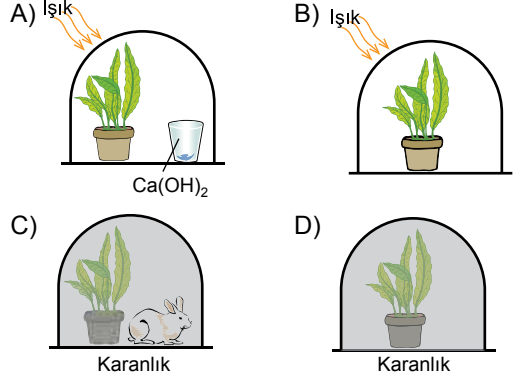 A)
Işık
Ca(OH)2
B)
Işık
C)
Karanlık
D)
Karanlık